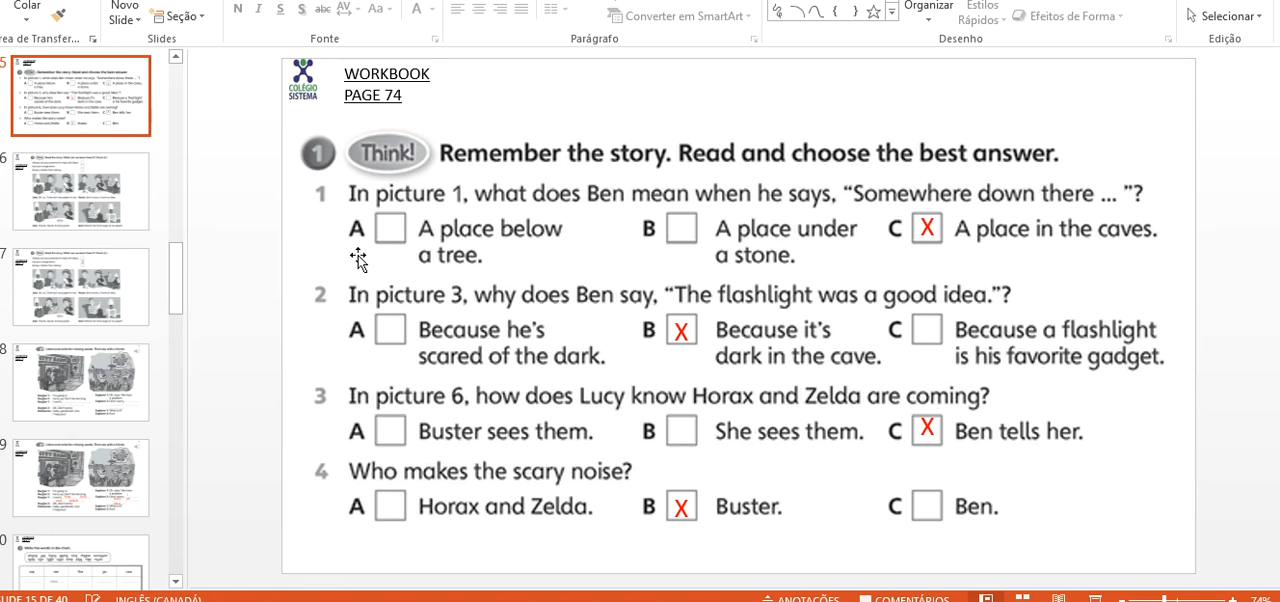 Colar
Novo
Slide
Seção
N I S S abc AV Aa A
Converter em SmartArt
Organizar
Estilos
Rápidos
Efeitos de Forma
Selecionar
Slides
Fonte
Parágrafo
Desenho
Edição
COLÉGIO
SISTEMA
WORKBOOK
PAGE 74
1 Think! Remember the story. Read and choose the best answer.
1 In picture 1, what does Ben mean when he says, “Somewhere down there ... ”?
A A place below a tree. B A place under a stone. C X A place in the caves.
2 In picture 3, why does Ben say, “The flashlight was a good idea.”?
A Because he's scared of the dark. B X Because it's dark in the cave. C Because a flashlight is his favorite gadget.
3 In picture 6, how does Lucy know Horax and Zelda are coming?
A Buster sees them. B She sees them. C X Ben tells her.
4 Who makes the scary noise?
A Horax and Zelda. B X Buster. C Ben.
5
6
7
8
9
0
SLIDE 15 DE 40
INGLÊS (CANADÁ)
ANOTAÇÕES
COMENTÁRIOS
74%